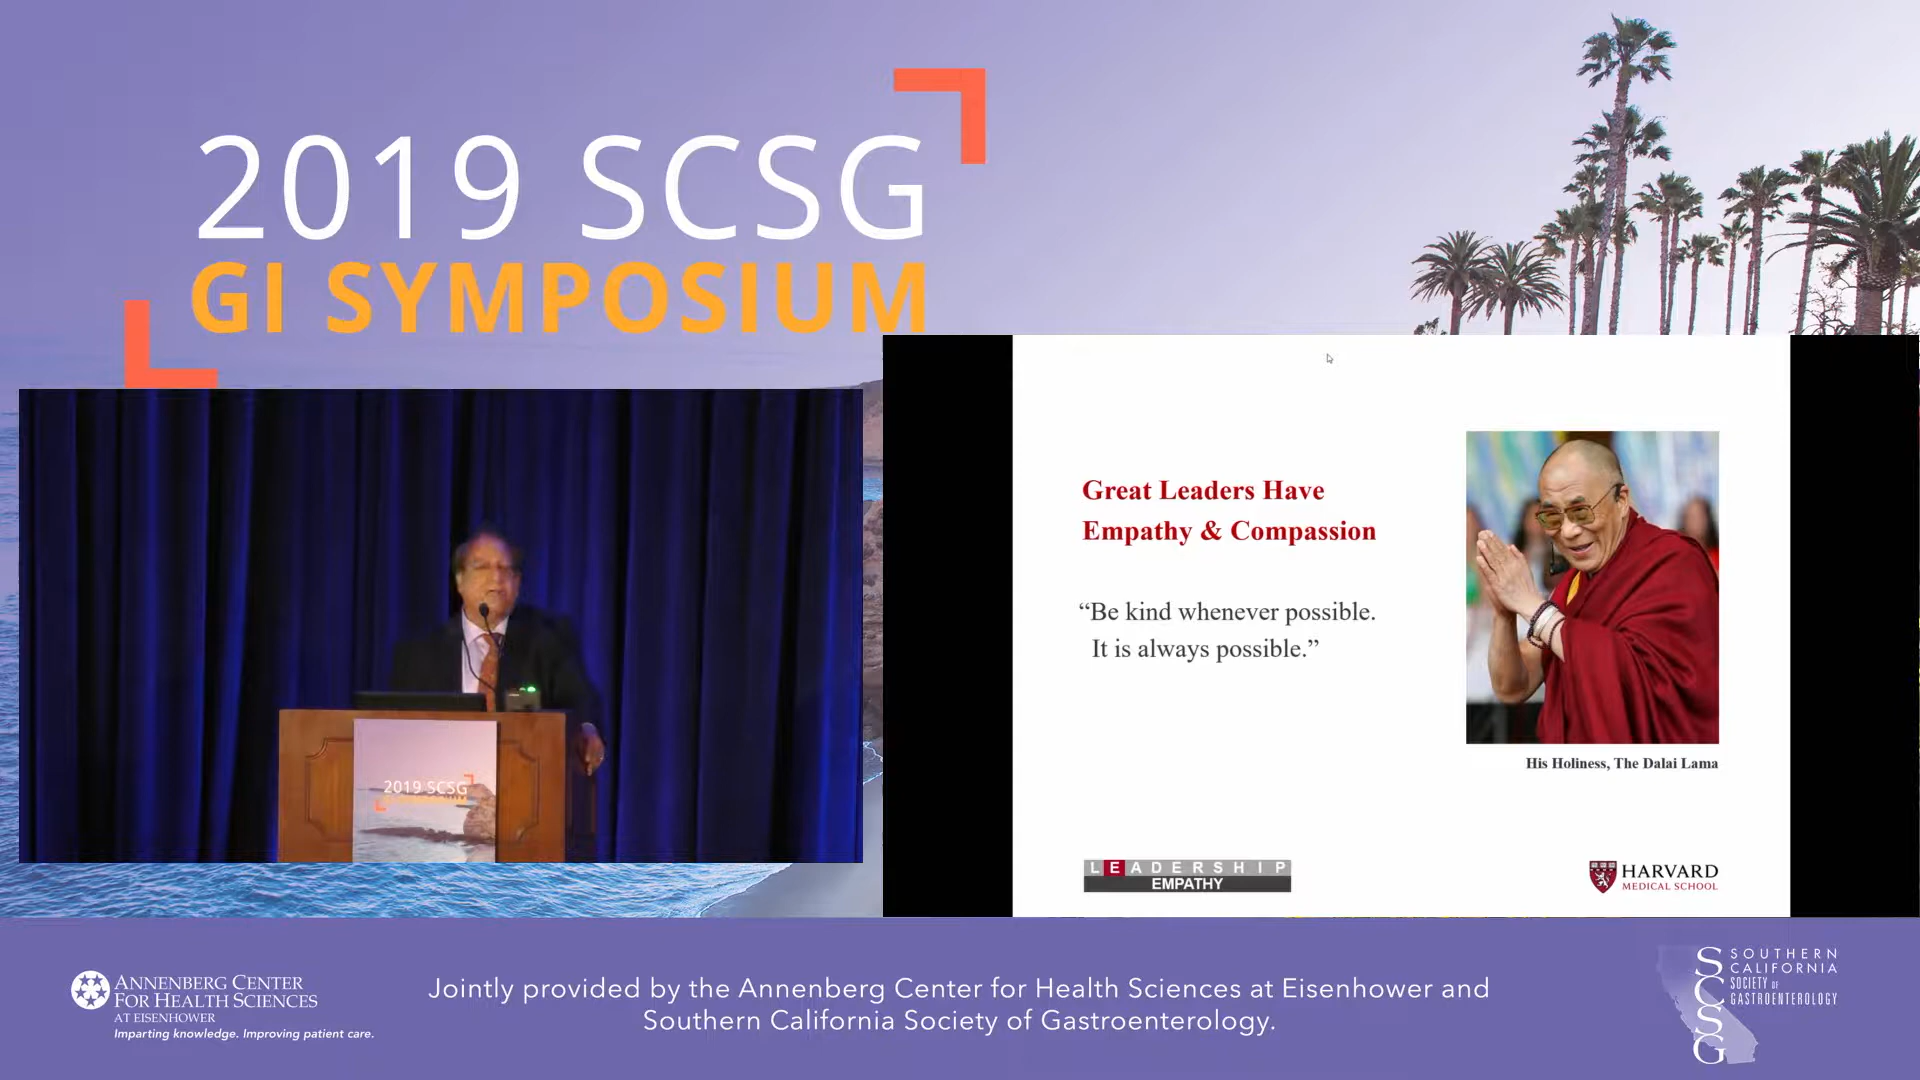 2019 SCSG
GI SYMPOSIUM
2019 SCSG
Great Leaders Have
Empathy & Compassion
“Be kind whenever possible.
It is always possible.”
His Holiness, The Dalai Lama
LEADERSHIP
EMPATHY
HARVARD
MEDICAL SCHOOL
ANNENBERG CENTER
FOR HEALTH SCIENCES
AT EISENHOWER
Imparting knowledge. Improving patient care.
Jointly provided by the Annenberg Center for Health Sciences at Eisenhower and
Southern California Society of Gastroenterology.
SCSG
SOUTHERN
CALIFORNIA
SOCIETY OF
GASTROENTEROLOGY